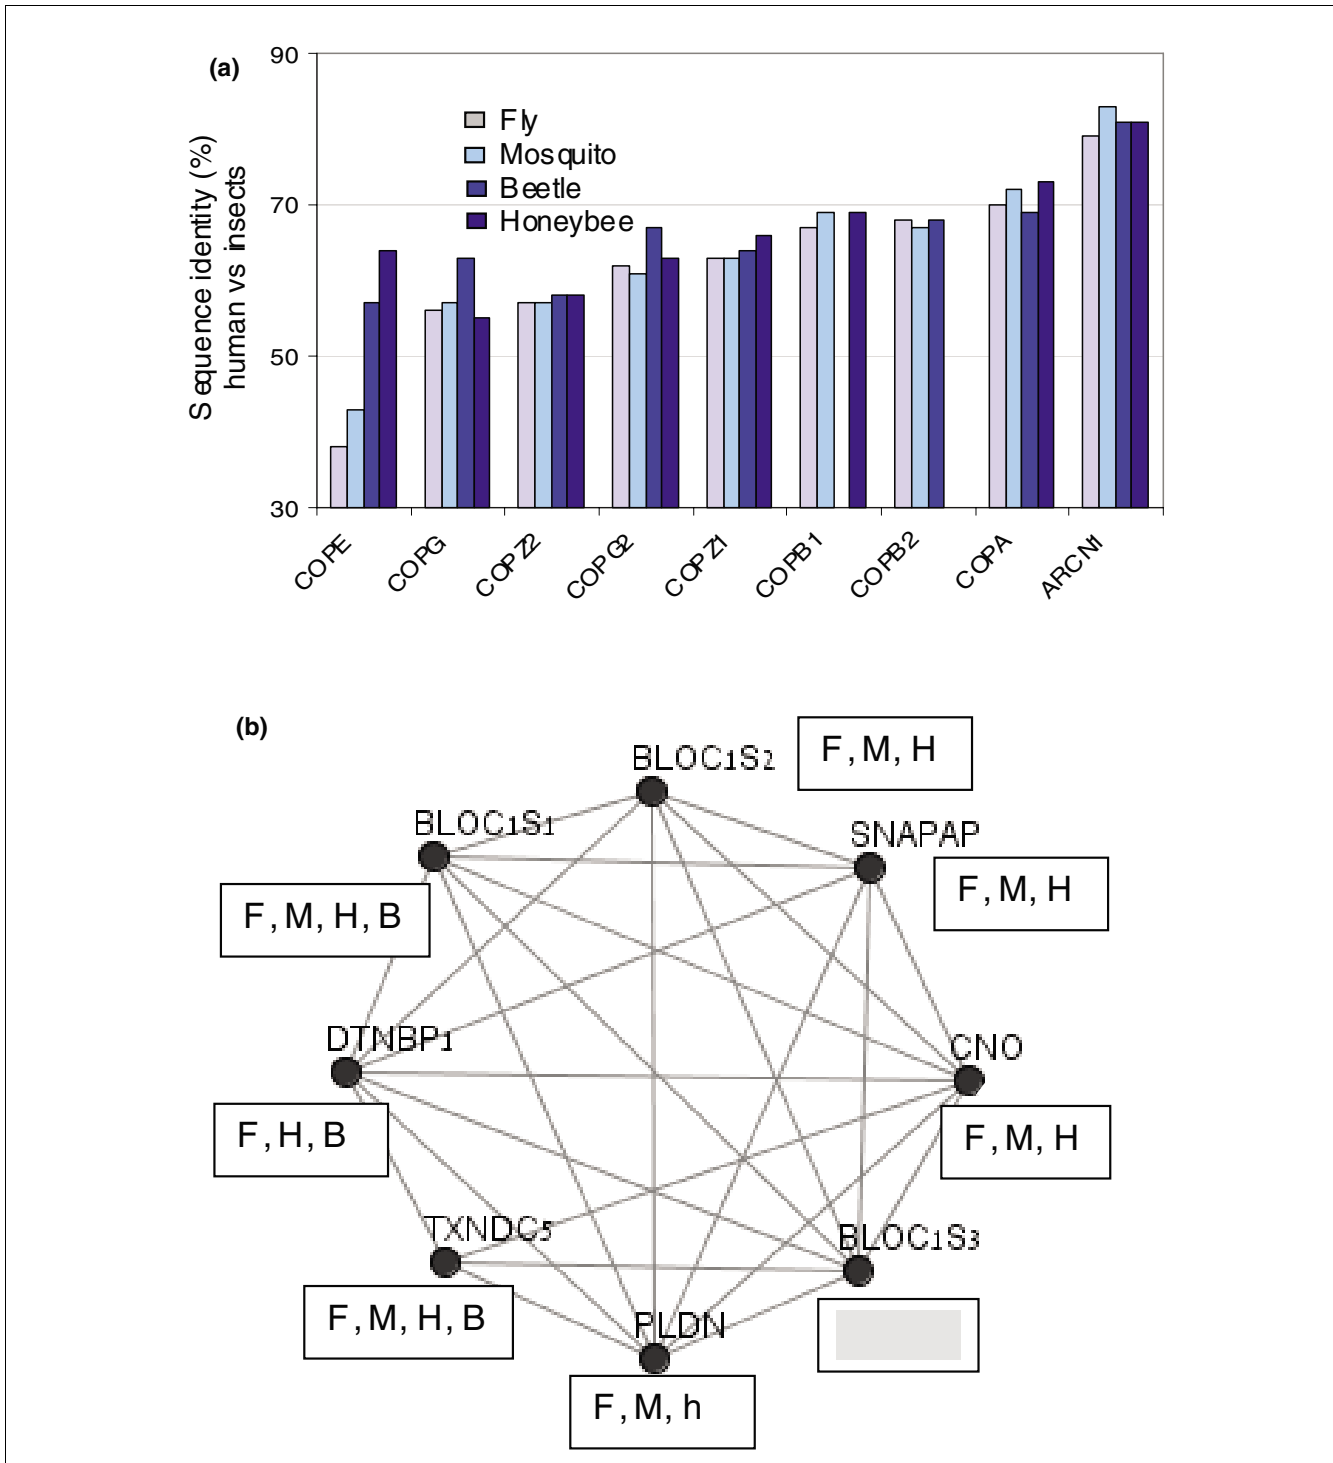 (a)
90
70
50
30
Sequence identity (%)
human vs insects
Fly
Mosquito
Beetle
Honeybee
COPE
COPG
COPZ2
COPG2
COPZ1
COPB1
COPB2
COPA
ARCN1
(b)
BLOC1S2
F, M, H
BLOC1S1
F, M, H, B
SNAPAP
F, M, H
DTNBP1
F, H, B
CNO
F, M, H
TXNDC5
F, M, H, B
BLOC1S3
PLDN
F, M, h